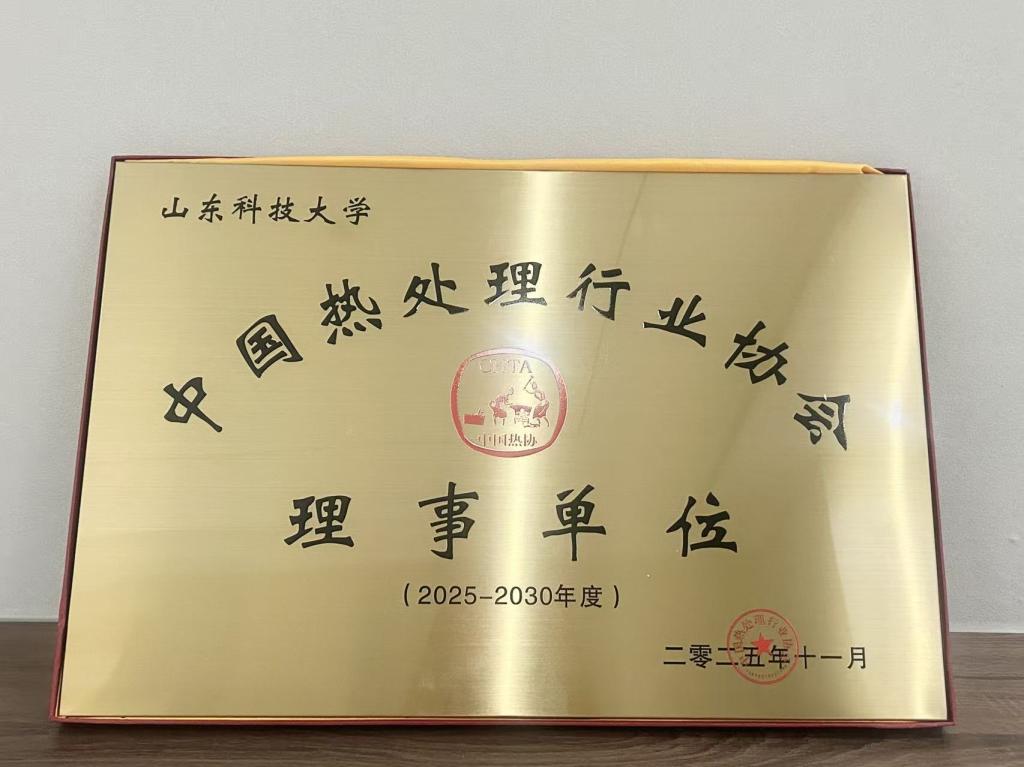 山东科技大学
中国热处理行业协会
CHTA
中国热协
理事单位
(2025-2030年度)
二零二五年十一月